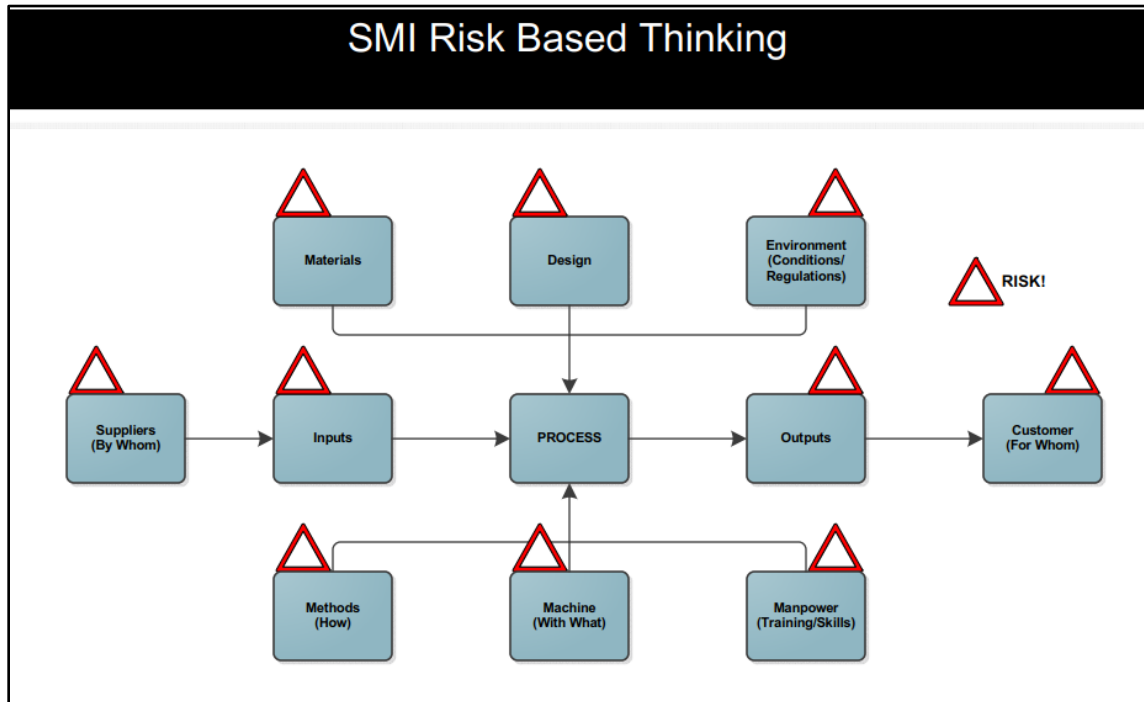 SMI Risk Based Thinking
Materials
Design
Environment
(Conditions/
Regulations)
RISK!
Suppliers
(By Whom)
Inputs
PROCESS
Outputs
Customer
(For Whom)
Methods
(How)
Machine
(With What)
Manpower
(Training/Skills)